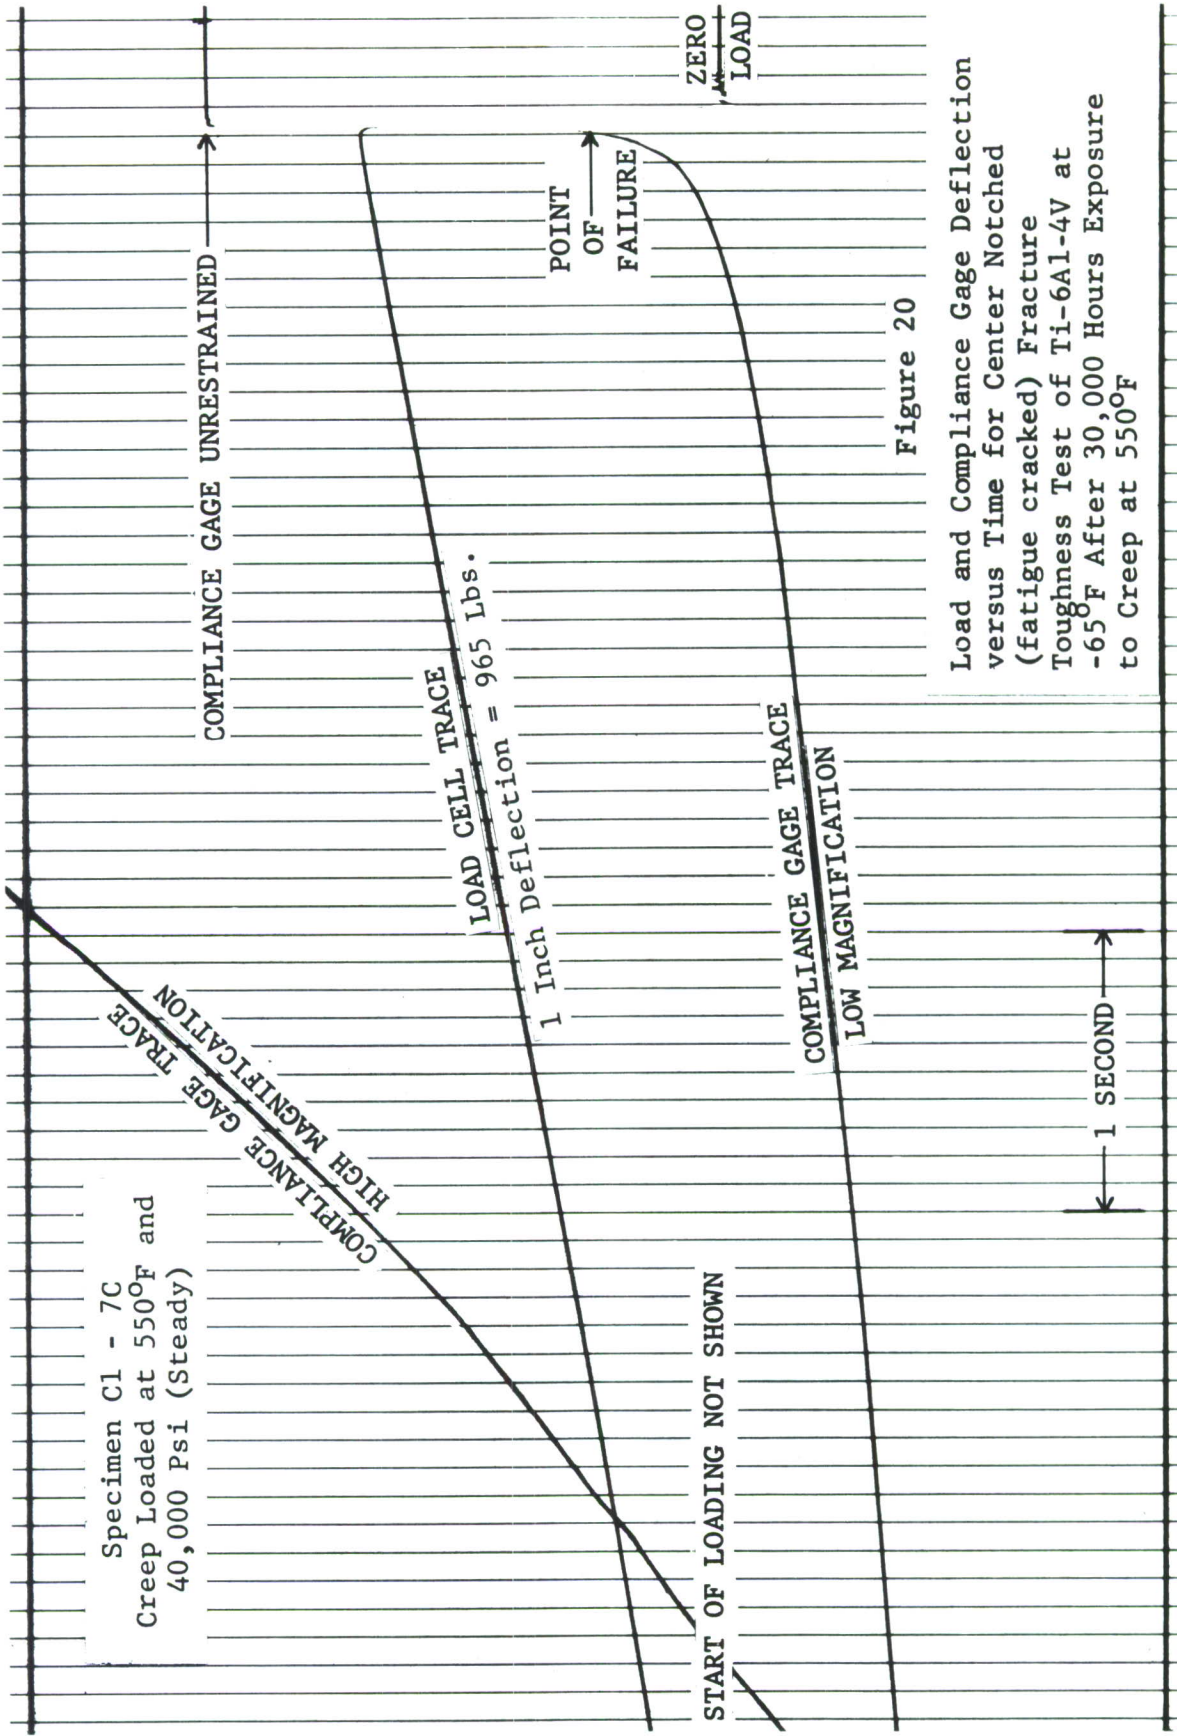 Specimen C1 - 7C
Creep Loaded at 550°F and
40,000 Psi (Steady)
COMPLIANCE GAGE TRACE
HIGH MAGNIFICATION
COMPLIANCE GAGE UNRESTRAINED
LOAD CELL TRACE
1 Inch Deflection = 965 Lbs.
POINT
OF
FAILURE
ZERO
LOAD
START OF LOADING NOT SHOWN
COMPLIANCE GAGE TRACE
LOW MAGNIFICATION
1 SECOND
Figure 20
Load and Compliance Gage Deflection
versus Time for Center Notched
(fatigue cracked) Fracture
Toughness Test of Ti-6Al-4V at
-65°F After 30,000 Hours Exposure
to Creep at 550°F